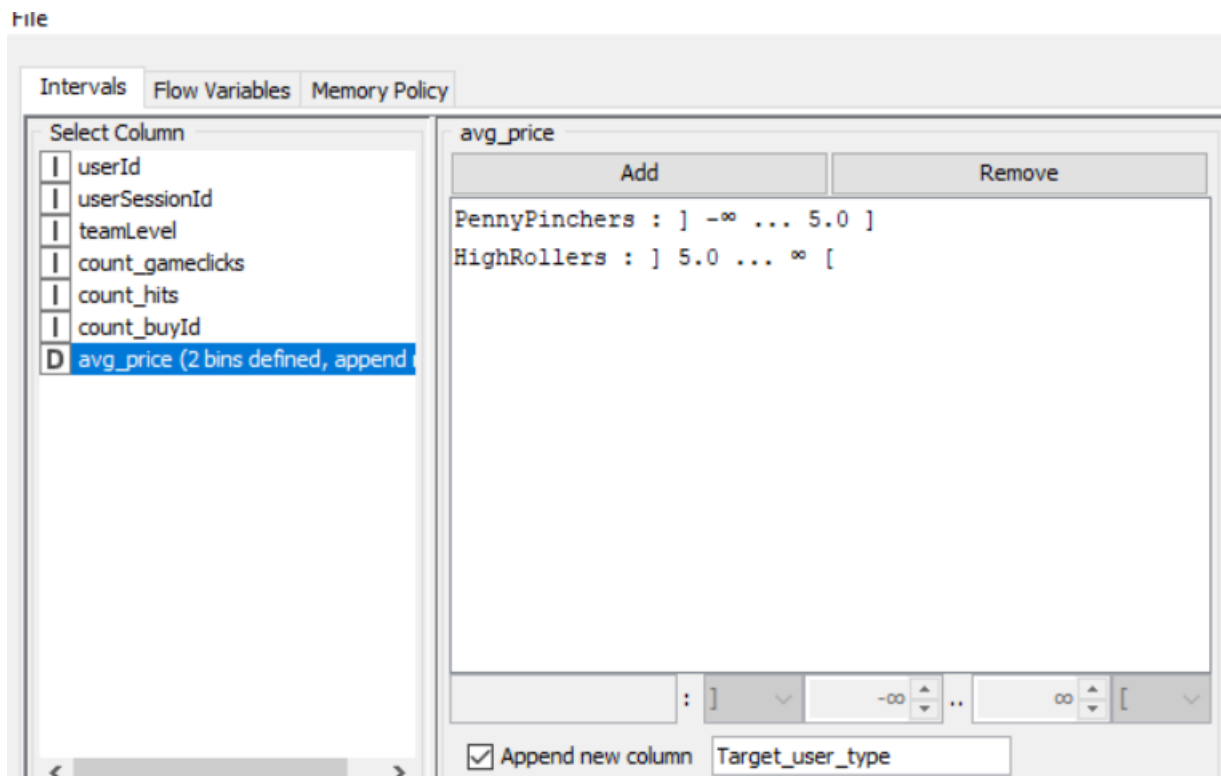 File
Intervals Flow Variables Memory Policy
Select Column
I userId
I userSessionId
I teamLevel
I count_gameclicks
I count_hits
I count_buyId
D avg_price (2 bins defined, append
avg_price
Add Remove
PennyPinchers : ] -∞ ... 5.0 ]
HighRollers : ] 5.0 ... ∞ [
: ] -∞ .. ∞ [
Append new column Target_user_type